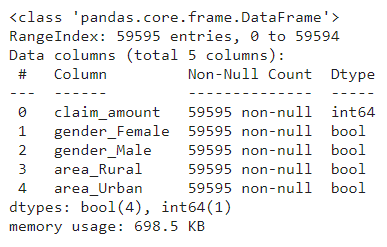 <class 'pandas.core.frame.DataFrame'>
RangeIndex: 59595 entries, 0 to 59594
Data columns (total 5 columns):
 #   Column         Non-Null Count  Dtype
---  ------         --------------  -----
 0   claim_amount   59595 non-null  int64
 1   gender_Female  59595 non-null  bool
 2   gender_Male    59595 non-null  bool
 3   area_Rural     59595 non-null  bool
 4   area_Urban     59595 non-null  bool
dtypes: bool(4), int64(1)
memory usage: 698.5 KB